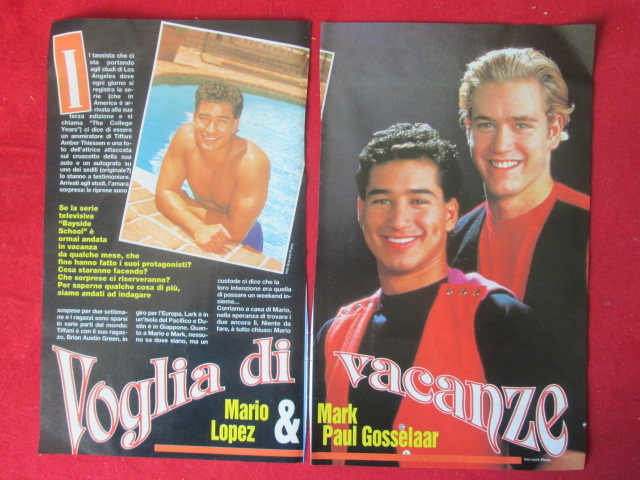 Il tassista che ci
sta portando
agli studi di Los
Angeles dove
ogni giorno si
registra la se-
rie (che in
America è ar-
rivata alla sua
terza edizione e si
chiama "The College
Years") ci dice di essere
un ammiratore di Tiffani
Amber Thiessen e una fo-
to dell'attrice attaccata
sul cruscotto della sua
auto e un autografo su
uno dei sedili (originale?)
lo stanno a testimoniare.
Arrivati agli studi, l'amara
sorpresa: le riprese sono
Se la serie
televisiva
"Bayside
School" è
ormai andata
in vacanza
da qualche mese, che
fine hanno fatto i suoi protagonisti?
Cosa staranno facendo?
Che sorprese ci riserveranno?
Per saperne qualche cosa di più,
siamo andati ad indagare
sospese per due settima-
ne e i ragazzi sono sparsi
in varie parti del mondo:
Tiffani è con il suo ragaz-
zo, Brian Austin Green, in
giro per l'Europa, Lark è in
un'isola del Pacifico e Du-
stin è in Giappone. Quan-
to a Mario e Mark, nessu-
no sa dove siano, ma un
custode ci dice che la
loro intenzione era quella
di passare un weekend in-
sieme...
Corriamo a casa di Mario,
nella speranza di trovare i
due ancora lì. Niente da
fare, è tutto chiuso: Mario
Voglia di vacanze
Mario
Lopez
&
Mark
Paul Gosselaar